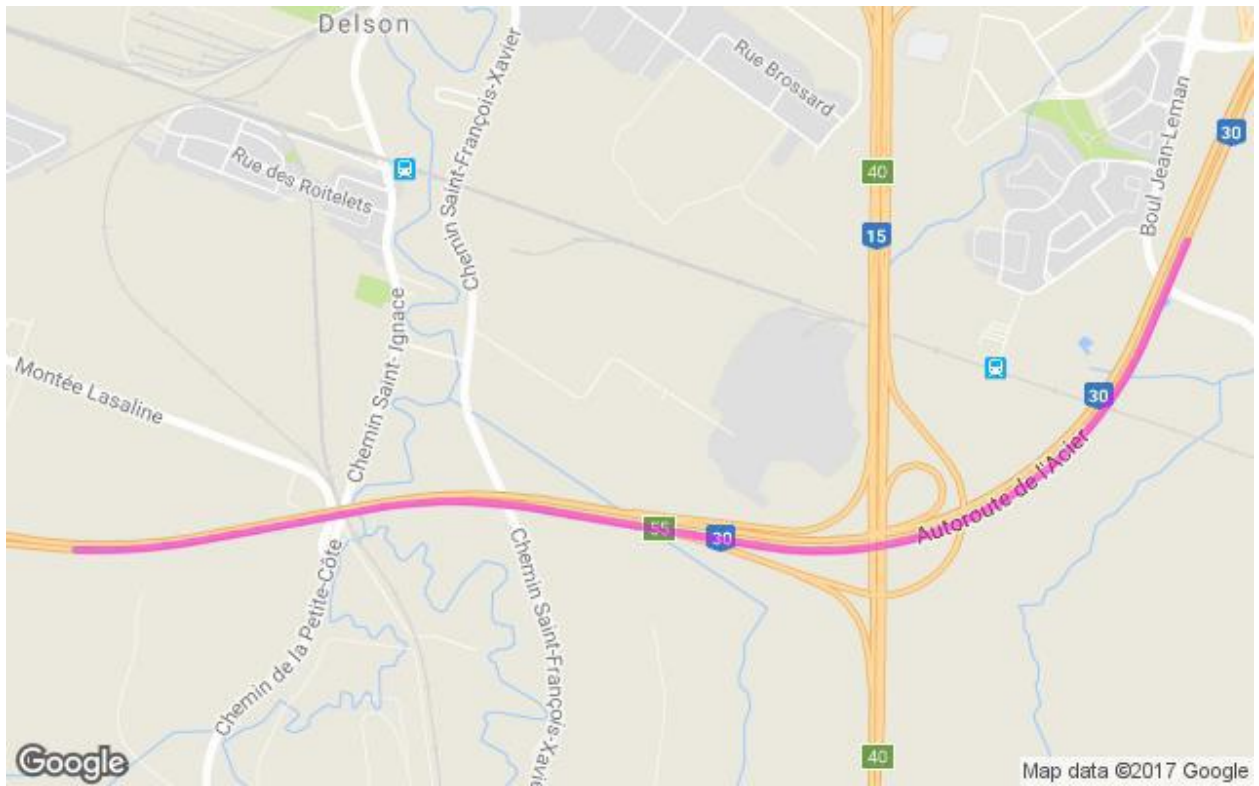 Delson
Chemin Saint-François-Xavier
Rue Brossard
Boul Jean-Leman
30
Rue des Roitelets
40
15
Chemin Saint-Ignace
Montée Lasaline
30
Autoroute de l'Acier
55
30
Chemin de la Petite-Côte
Chemin Saint-François-Xavie
40
Google
Map data ©2017 Google